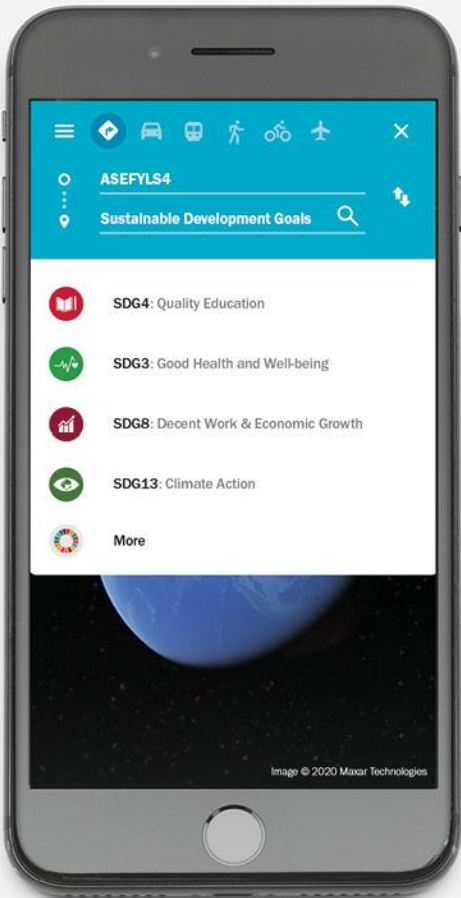 ASEFYLS4
Sustainable Development Goals
SDG4: Quality Education
SDG3: Good Health and Well-being
SDG8: Decent Work & Economic Growth
SDG13: Climate Action
More
Image © 2020 Maxar Technologies